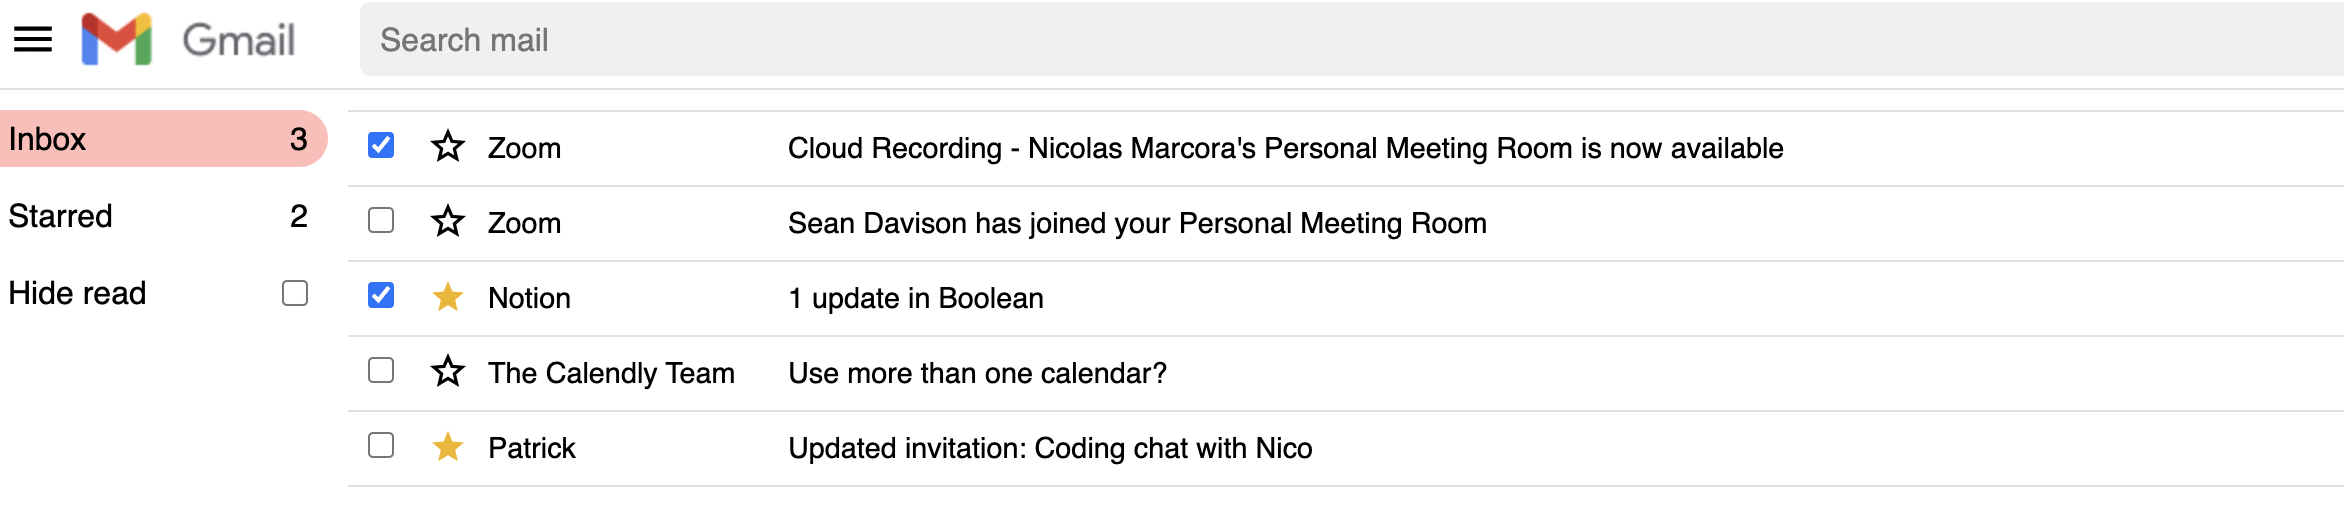 Gmail
Search mail
Inbox 3
Starred 2
Hide read
Zoom Cloud Recording - Nicolas Marcora's Personal Meeting Room is now available
Zoom Sean Davison has joined your Personal Meeting Room
Notion 1 update in Boolean
The Calendly Team Use more than one calendar?
Patrick Updated invitation: Coding chat with Nico